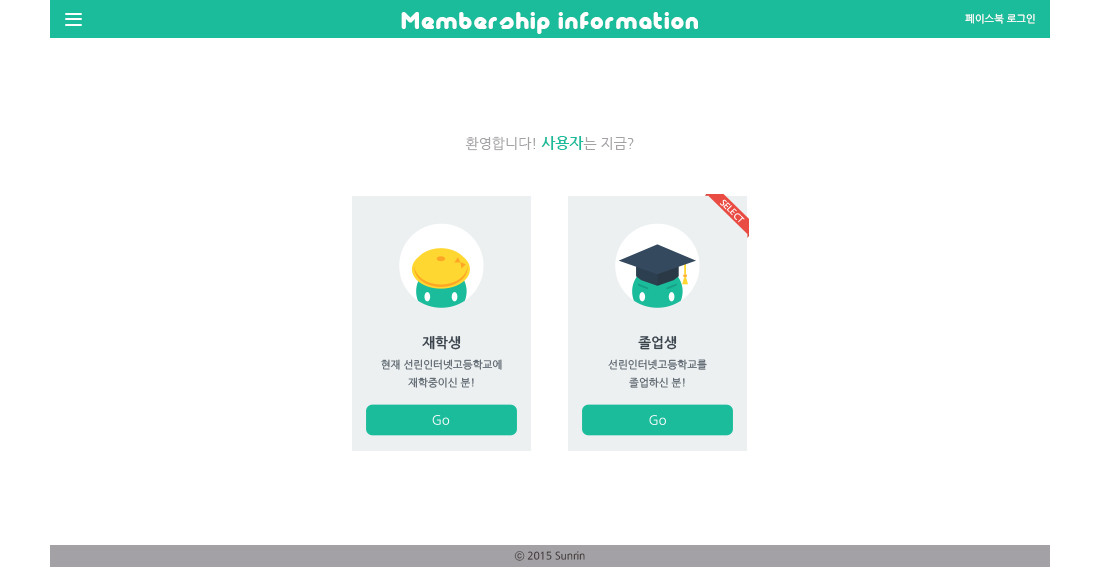 Membership information
페이스북 로그인
환영합니다! 사용자는 지금?
SELECT
재학생
현재 선린인터넷고등학교에
재학중이신 분!
Go
졸업생
선린인터넷고등학교를
졸업하신 분!
Go
ⓒ 2015 Sunrin